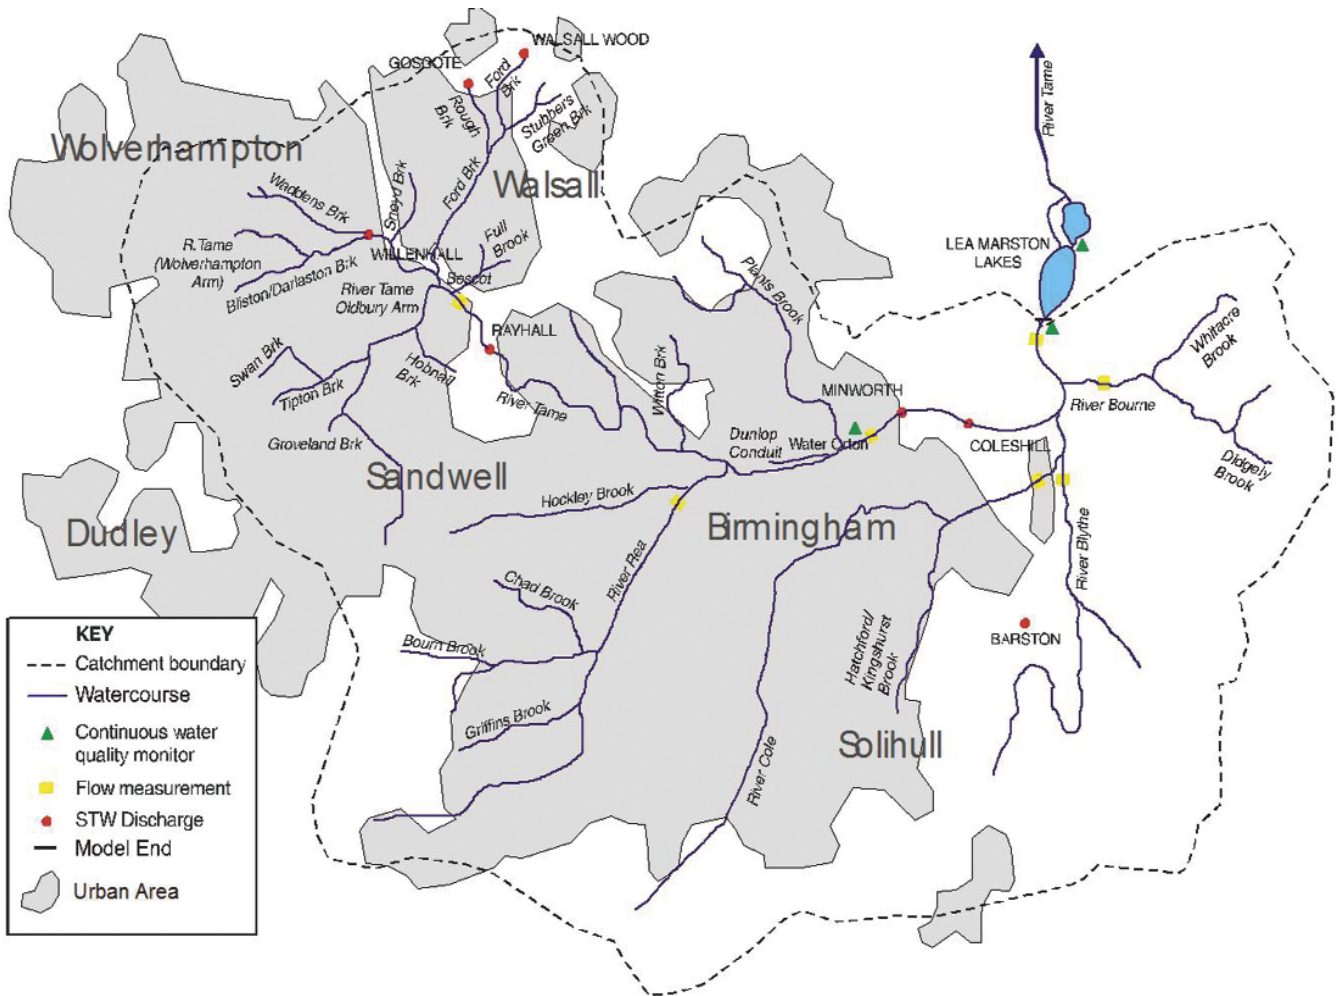 WALSALL WOOD
GOSCOTE
Ford
Brk
Rough
Brk
Stubber's
Green Brk
River Tame
Wolverhampton
Walsall
Waddens Brk
Sneyd Brk
Ford Brk
Full
Brook
R.Tame
(Wolverhampton
Arm)
WILLENHALL
Bliston/Darlaston Brk
Bescot
River Tame
Oldbury Arm
LEA MARSTON
LAKES
Plants Brook
RAYHALL
Swan Brk
Tipton Brk
Hobnail
Brk
River Tame
Witton Brk
Whitacre
Brook
MINWORTH
River Bourne
Groveland Brk
Dunlop
Conduit
Water Orton
COLESHILL
Didgely
Brook
Sandwell
Hockley Brook
Dudley
Birmingham
River Rea
River Blythe
Chad Brook
Bourn Brook
Hatchford/
Kingshurst
Brook
BARSTON
Griffins Brook
River Cole
Solihull
KEY
Catchment boundary
Watercourse
Continuous water
quality monitor
Flow measurement
STW Discharge
Model End
Urban Area